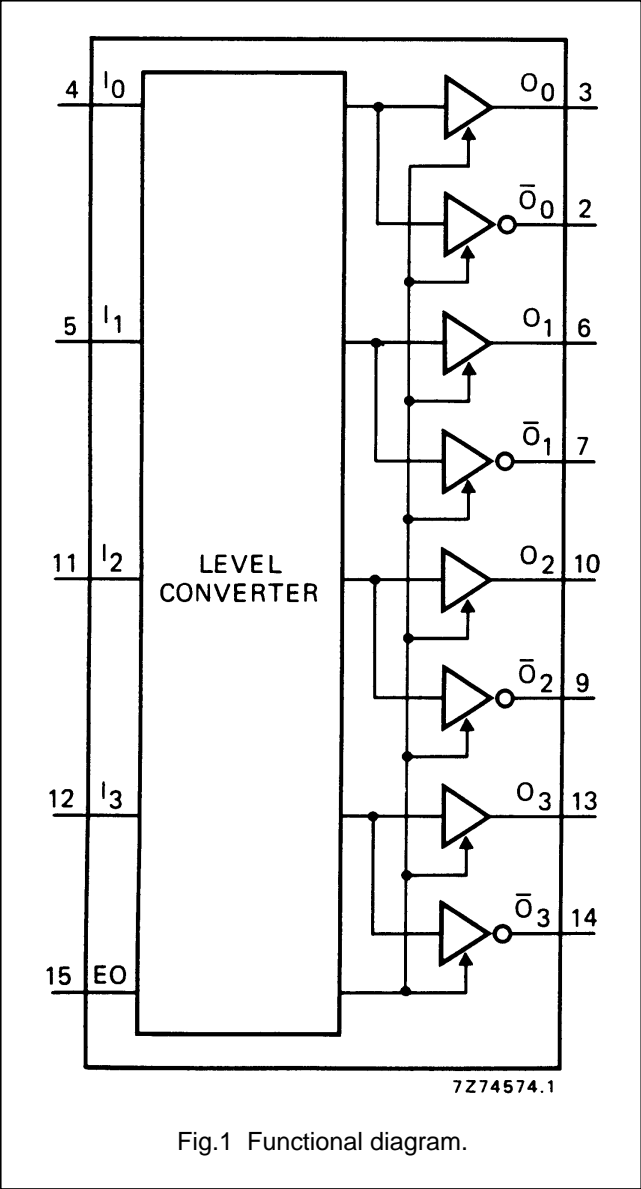 4 I0 O0 3
Ō0 2
5 I1 O1 6
Ō1 7
11 I2 O2 10
LEVEL
CONVERTER
Ō2 9
12 I3 O3 13
Ō3 14
15 EO
7Z74574.1
Fig.1 Functional diagram.